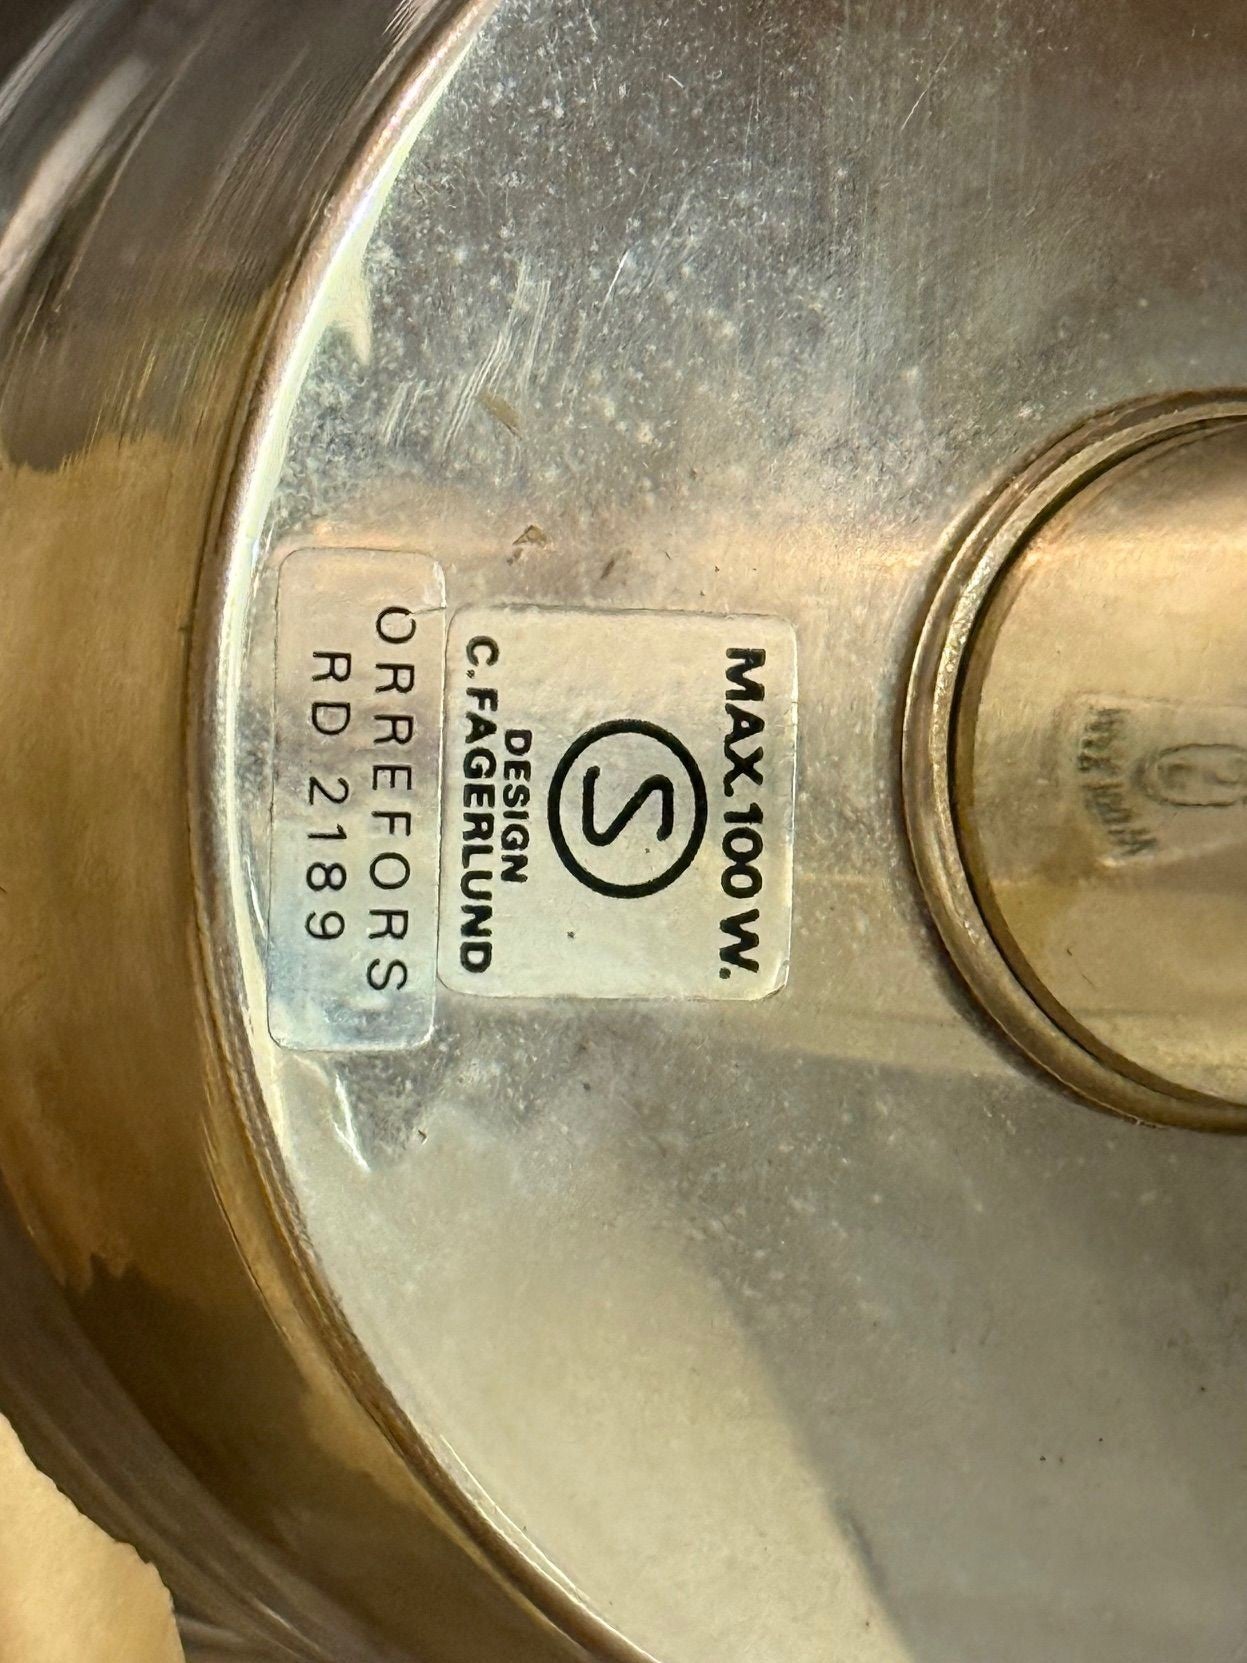 MAX. 100 W.
S
DESIGN
C. FAGERLUND
ORREFORS
RD 2189